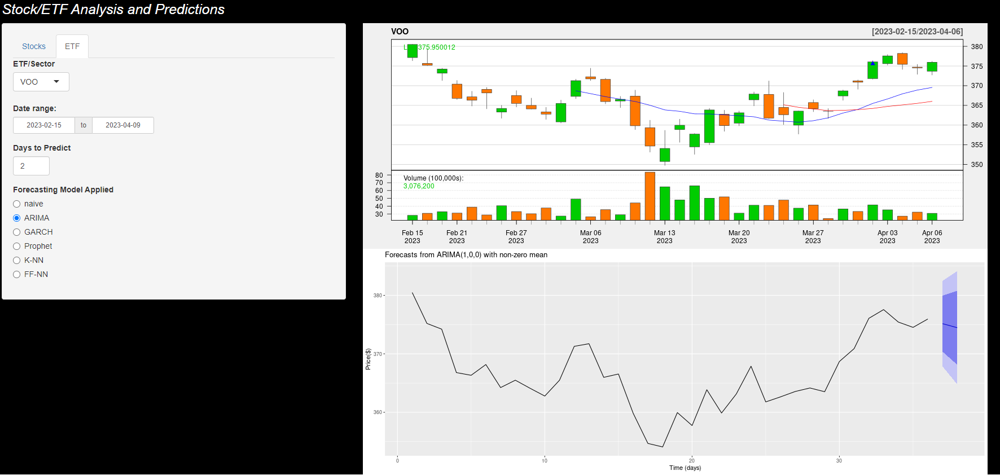 Stock/ETF Analysis and Predictions
Stocks
ETF
ETF/Sector
VOO
Date range:
2023-02-15 to 2023-04-09
Days to Predict
2
Forecasting Model Applied
naive
ARIMA
GARCH
Prophet
K-NN
FF-NN
VOO
[2023-02-15/2023-04-06]
375.950012
380
375
370
365
360
355
350
Volume (100,000s):
3,076,200
80
70
60
50
40
30
Feb 15 Feb 21 Feb 27 Mar 06 Mar 13 Mar 20 Mar 27 Apr 03 Apr 06
2023 2023 2023 2023 2023 2023 2023 2023 2023
Forecasts from ARIMA(1,0,0) with non-zero mean
Price($)
380
370
360
0 10 20 30
Time (days)